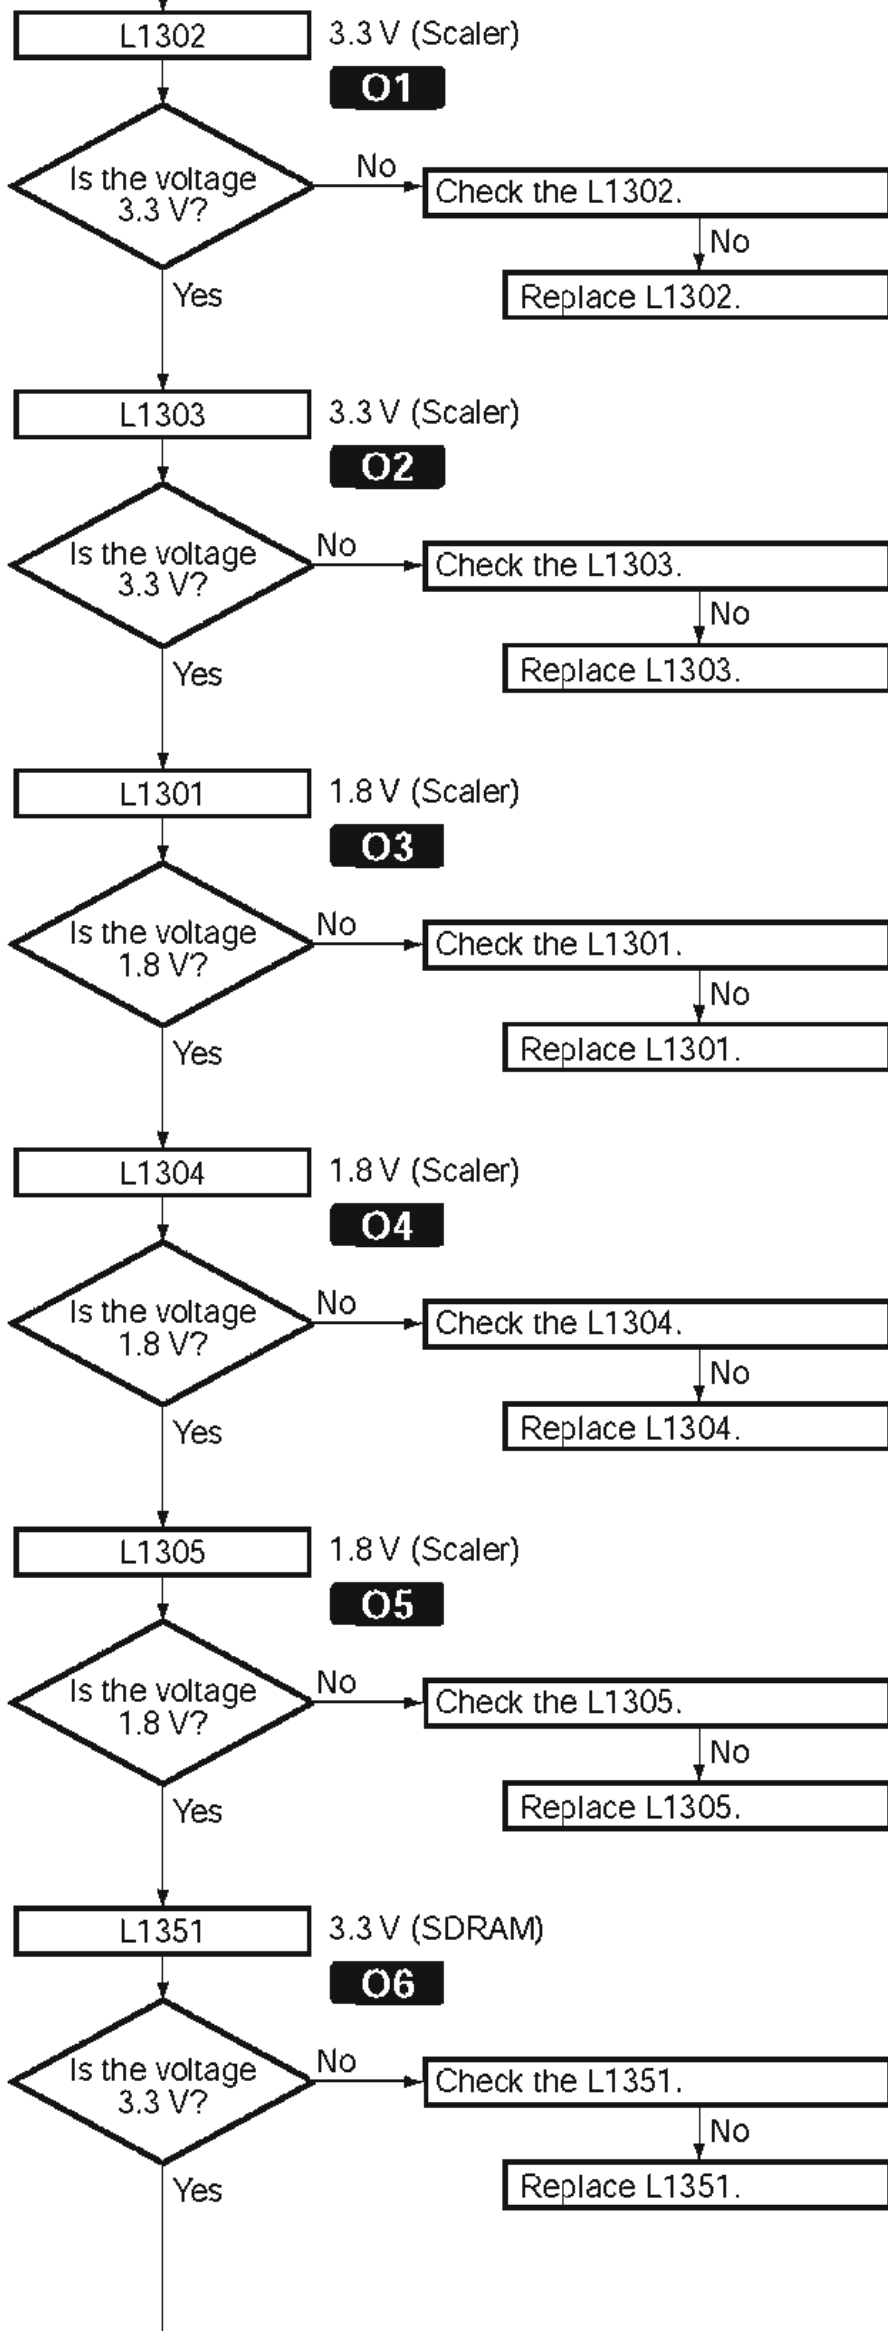 L1302
3.3 V (Scaler)
O1
Is the voltage
3.3 V?
No
Check the L1302.
No
Replace L1302.
Yes
L1303
3.3 V (Scaler)
O2
Is the voltage
3.3 V?
No
Check the L1303.
No
Replace L1303.
Yes
L1301
1.8 V (Scaler)
O3
Is the voltage
1.8 V?
No
Check the L1301.
No
Replace L1301.
Yes
L1304
1.8 V (Scaler)
O4
Is the voltage
1.8 V?
No
Check the L1304.
No
Replace L1304.
Yes
L1305
1.8 V (Scaler)
O5
Is the voltage
1.8 V?
No
Check the L1305.
No
Replace L1305.
Yes
L1351
3.3 V (SDRAM)
O6
Is the voltage
3.3 V?
No
Check the L1351.
No
Replace L1351.
Yes